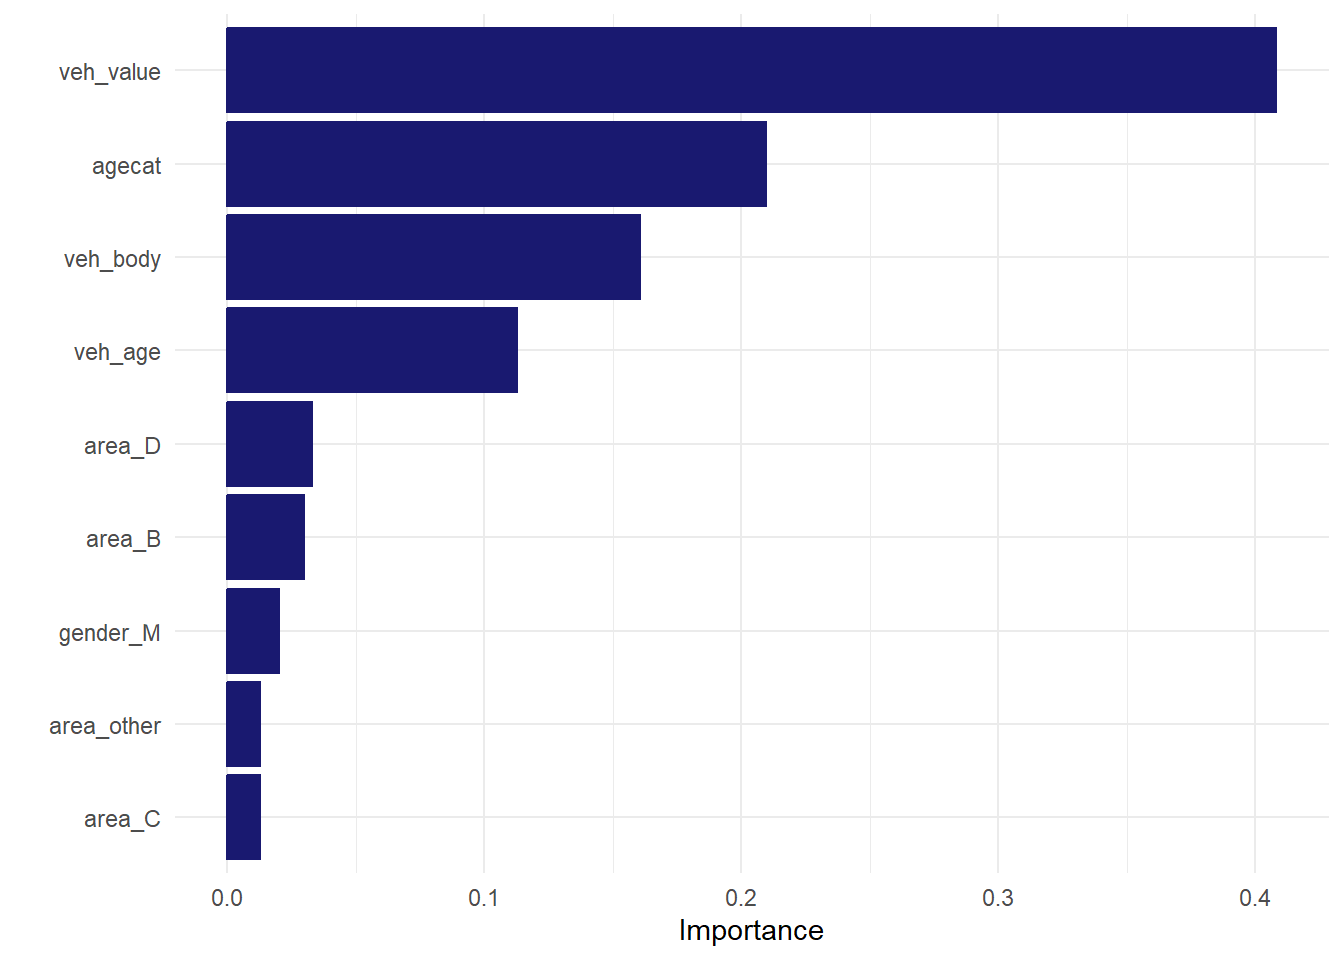 veh_value
agecat
veh_body
veh_age
area_D
area_B
gender_M
area_other
area_C
0.0 0.1 0.2 0.3 0.4
Importance